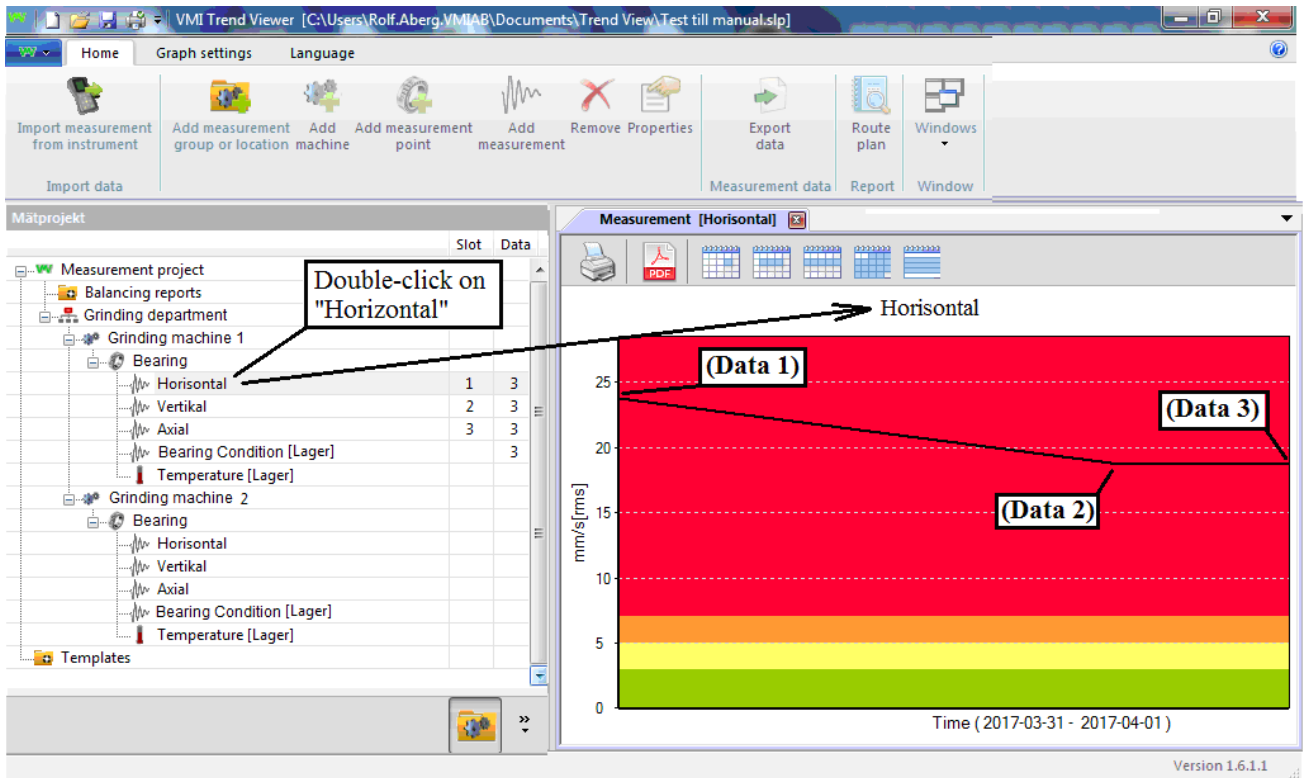 VMI Trend Viewer [C:\Users\Rolf.Aberg.VMIAB\Documents\Trend View\Test till manual.slp]
Home Graph settings Language
Import measurement from instrument
Add measurement group or location
Add machine
Add measurement point
Add measurement
Remove
Properties
Export data
Route plan
Windows
Import data
Measurement data
Report
Window
Mätprojekt
Slot Data
Measurement project
Balancing reports
Grinding department
Grinding machine 1
Bearing
Horisontal 1 3
Vertikal 2 3
Axial 3 3
Bearing Condition [Lager] 3
Temperature [Lager]
Grinding machine 2
Bearing
Horisontal
Vertikal
Axial
Bearing Condition [Lager]
Temperature [Lager]
Templates
Double-click on
"Horizontal"
Measurement [Horisontal]
PDF
Horisontal
(Data 1)
(Data 3)
(Data 2)
mm/s[rms]
25
20
15
10
5
0
Time ( 2017-03-31 - 2017-04-01 )
Version 1.6.1.1